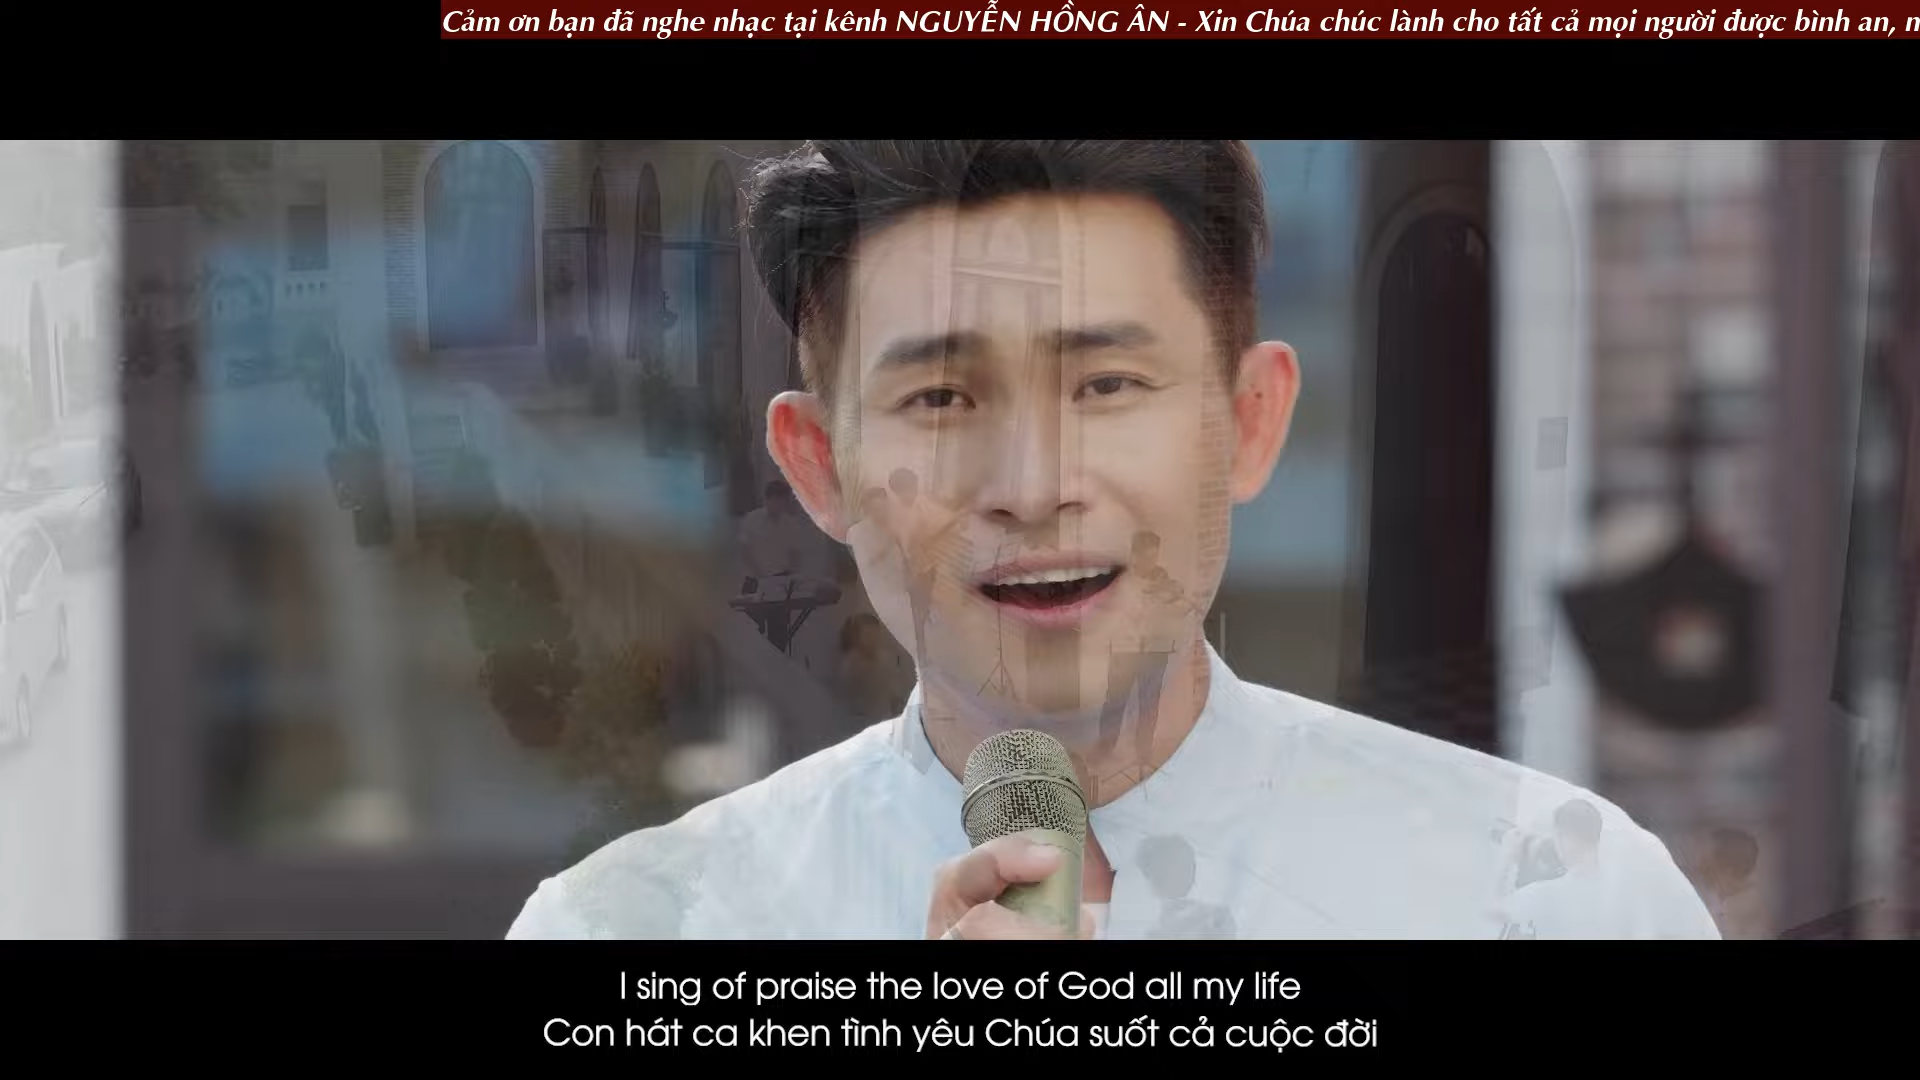 Cảm ơn bạn đã nghe nhạc tại kênh NGUYỄN HỒNG ÂN - Xin Chúa chúc lành cho tất cả mọi người được bình an,
I sing of praise the love of God all my life
Con hát ca khen tình yêu Chúa suốt cả cuộc đời